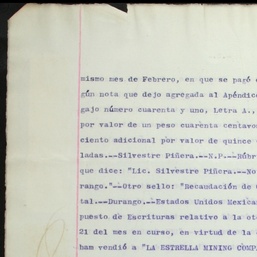 mismo mes de Febrero, en que se pagó
gún nota que dejo agregada al Apéndic
gajo número cuarenta y uno, Letra A.,
por valor de un peso cuarenta centavo
ciento adicional por valor de quince
ladas.--Silvestre Piñera.--N.P.--Rúbr
que dice: "Lic. Silvestre Piñera.--No
rango."--Otro sello: "Recaudación de
tal.--Durango.--Estados Unidos Mexica
puesto de Escrituras relativo a la ot
21 del mes en curso, en virtud de la
ham vendió a "LA ESTRELLA MINING COMP